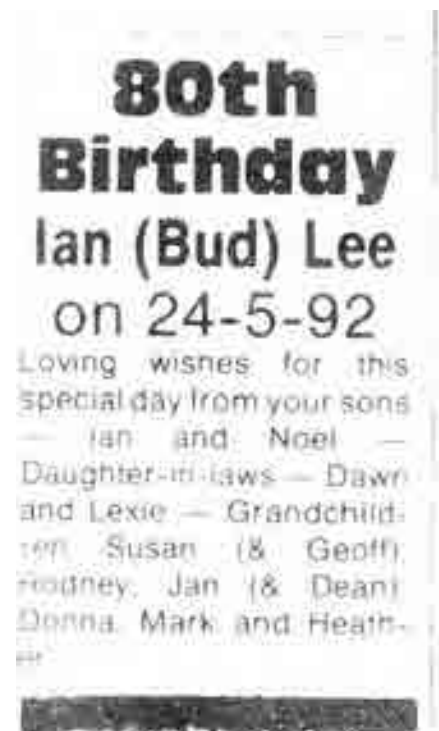 80th
Birthday
Ian (Bud) Lee
on 24-5-92
Loving wishes for this
special day from your sons
— Ian and Noel —
Daughter-in-laws — Dawn
and Lexie — Grandchild-
ren Susan (& Geoff),
Rodney, Jan (& Dean),
Donna, Mark and Heath-
er